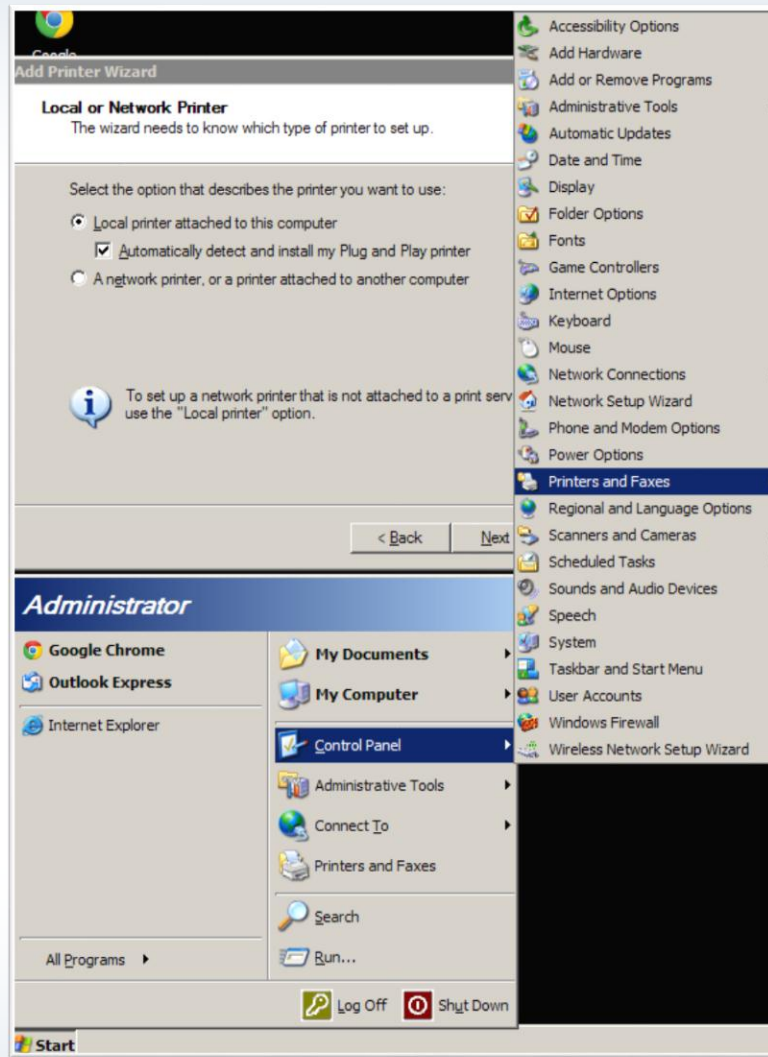 Google
Add Printer Wizard
Local or Network Printer
The wizard needs to know which type of printer to set up.
Select the option that describes the printer you want to use:
Local printer attached to this computer
Automatically detect and install my Plug and Play printer
A network printer, or a printer attached to another computer
To set up a network printer that is not attached to a print serv
use the "Local printer" option.
< Back
Next
Accessibility Options
Add Hardware
Add or Remove Programs
Administrative Tools
Automatic Updates
Date and Time
Display
Folder Options
Fonts
Game Controllers
Internet Options
Keyboard
Mouse
Network Connections
Network Setup Wizard
Phone and Modem Options
Power Options
Printers and Faxes
Regional and Language Options
Scanners and Cameras
Scheduled Tasks
Sounds and Audio Devices
Speech
System
Taskbar and Start Menu
User Accounts
Windows Firewall
Wireless Network Setup Wizard
Administrator
Google Chrome
Outlook Express
Internet Explorer
All Programs
My Documents
My Computer
Control Panel
Administrative Tools
Connect To
Printers and Faxes
Search
Run...
Log Off
Shut Down
Start